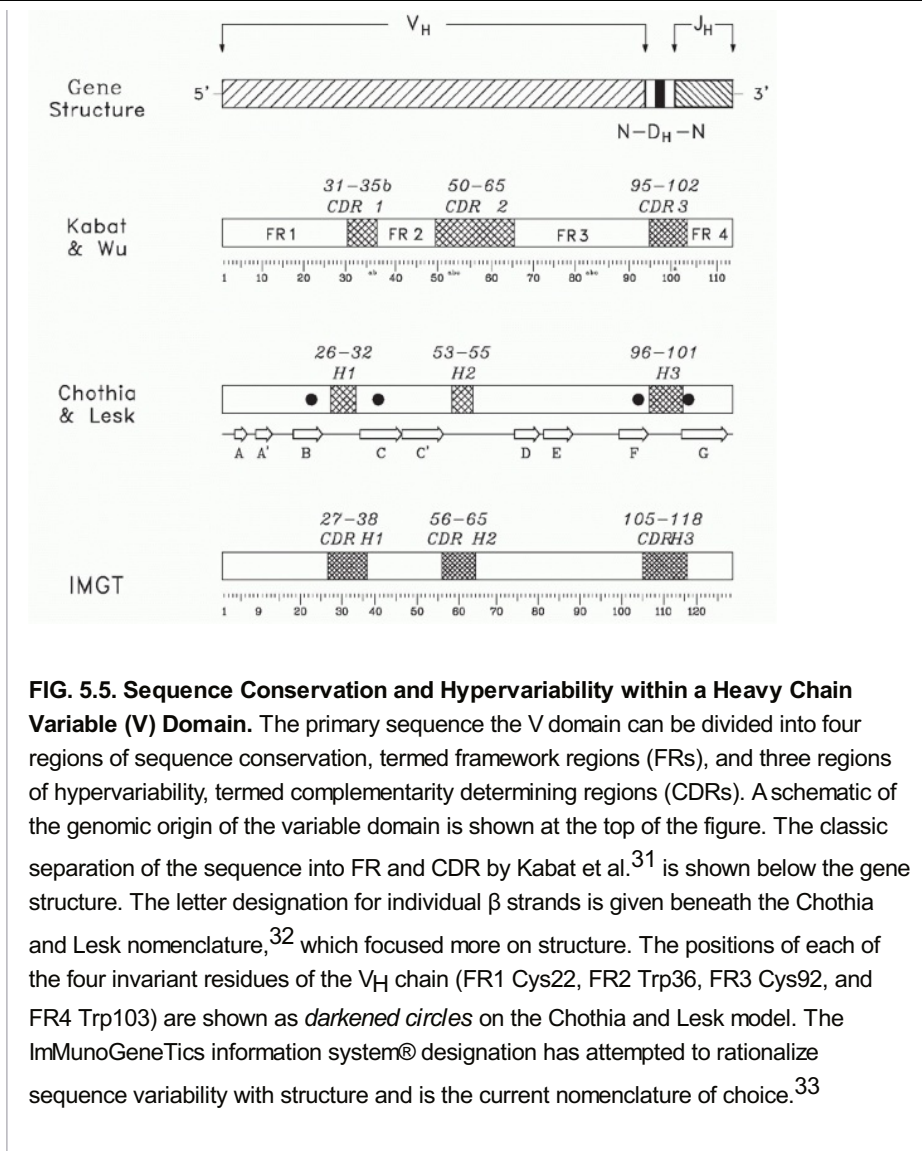 V_H J_H
Gene
Structure
5' 3'
N–D_H–N
31–35b 50–65 95–102
CDR 1 CDR 2 CDR 3
Kabat
& Wu
FR 1 FR 2 FR 3 FR 4
1 10 20 30 ab 40 50 abc 60 70 80 abc 90 100 110
26–32 53–55 96–101
H1 H2 H3
Chothia
& Lesk
A A' B C C' D E F G
27–38 56–65 105–118
CDR H1 CDR H2 CDRH3
IMGT
1 9 20 30 40 50 60 70 80 90 100 110 120
FIG. 5.5. Sequence Conservation and Hypervariability within a Heavy Chain
Variable (V) Domain. The primary sequence the V domain can be divided into four
regions of sequence conservation, termed framework regions (FRs), and three regions
of hypervariability, termed complementarity determining regions (CDRs). A schematic of
the genomic origin of the variable domain is shown at the top of the figure. The classic
separation of the sequence into FR and CDR by Kabat et al.31 is shown below the gene
structure. The letter designation for individual β strands is given beneath the Chothia
and Lesk nomenclature,32 which focused more on structure. The positions of each of
the four invariant residues of the VH chain (FR1 Cys22, FR2 Trp36, FR3 Cys92, and
FR4 Trp103) are shown as darkened circles on the Chothia and Lesk model. The
ImMunoGeneTics information system® designation has attempted to rationalize
sequence variability with structure and is the current nomenclature of choice.33